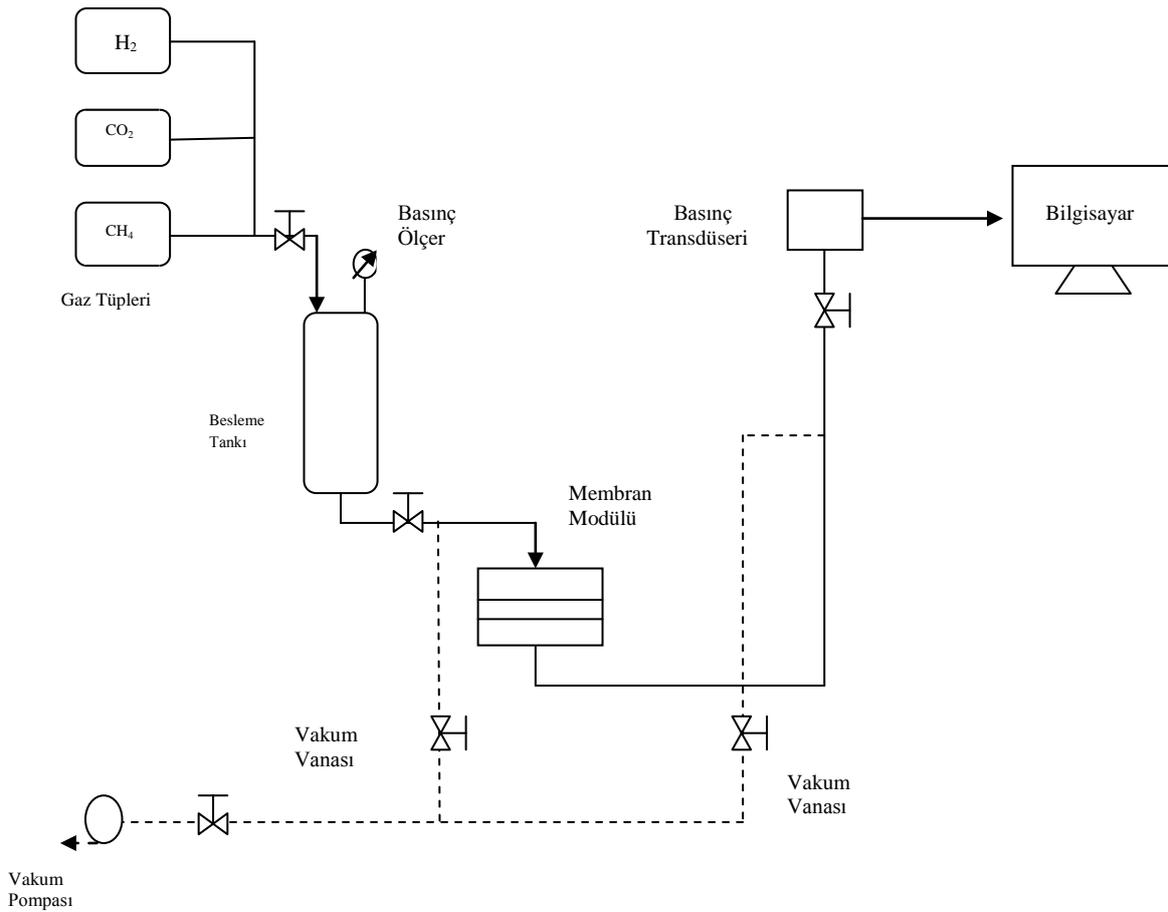 H₂
CO₂
CH₄
Gaz Tüpleri
Basınç
Ölçer
Basınç
Transdüseri
Bilgisayar
Besleme
Tankı
Membran
Modülü
Vakum
Vanası
Vakum
Vanası
Vakum
Pompası